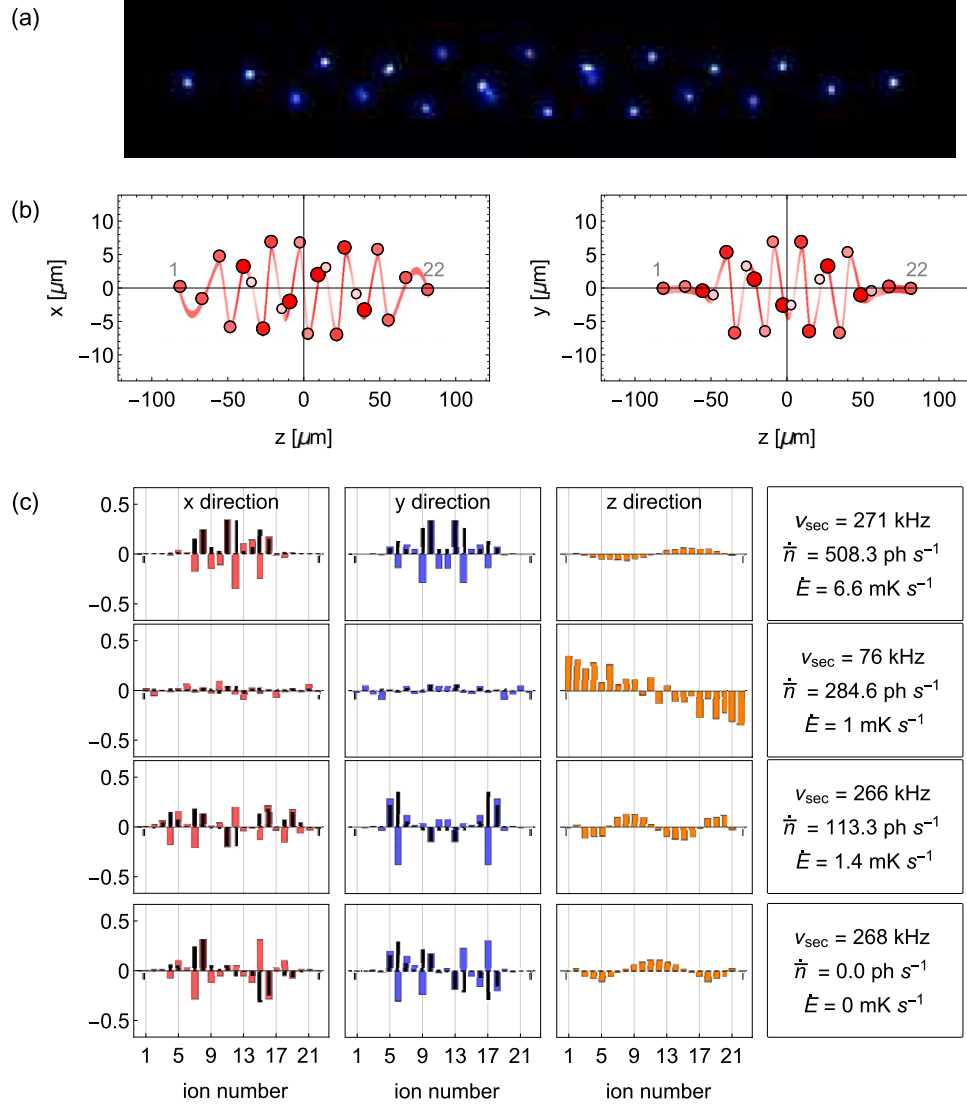 (a)
(b)
x [μm]
10
5
0
−5
−10
1
22
−100 −50 0 50 100
z [μm]
y [μm]
10
5
0
−5
−10
1
22
−100 −50 0 50 100
z [μm]
(c)
x direction
y direction
z direction
0.5
0
−0.5
ν_sec = 271 kHz
n̄̇ = 508.3 ph s⁻¹
Ė = 6.6 mK s⁻¹
0.5
0
−0.5
ν_sec = 76 kHz
n̄̇ = 284.6 ph s⁻¹
Ė = 1 mK s⁻¹
0.5
0
−0.5
ν_sec = 266 kHz
n̄̇ = 113.3 ph s⁻¹
Ė = 1.4 mK s⁻¹
0.5
0
−0.5
ν_sec = 268 kHz
n̄̇ = 0.0 ph s⁻¹
Ė = 0 mK s⁻¹
1 5 9 13 17 21
1 5 9 13 17 21
1 5 9 13 17 21
ion number
ion number
ion number